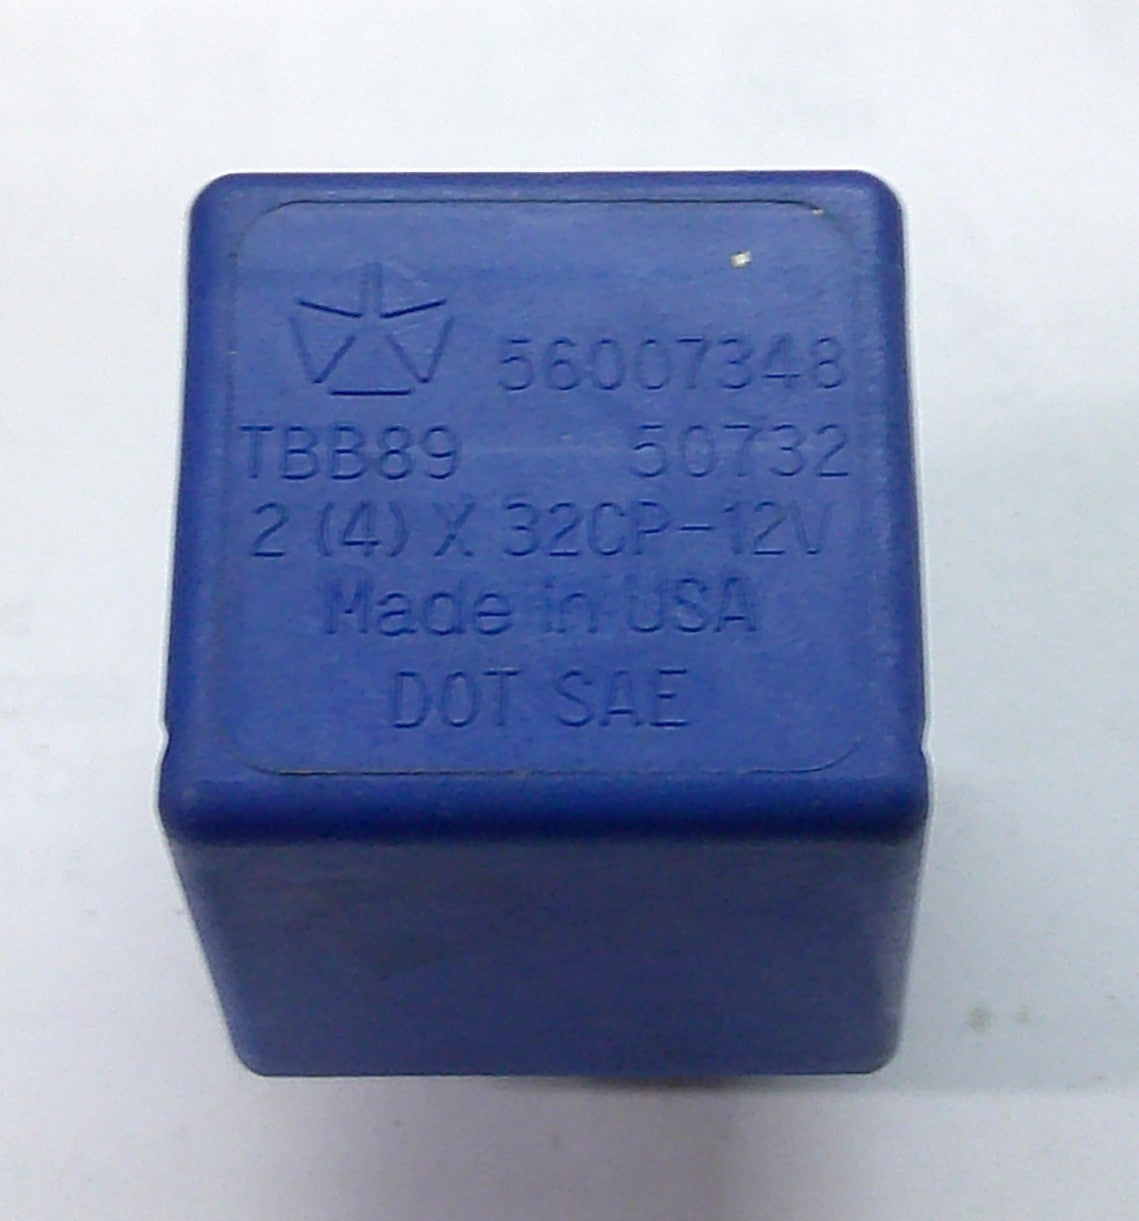 56007348
TBB89 50732
2 (4) X 32CP-12V
Made in USA
DOT SAE